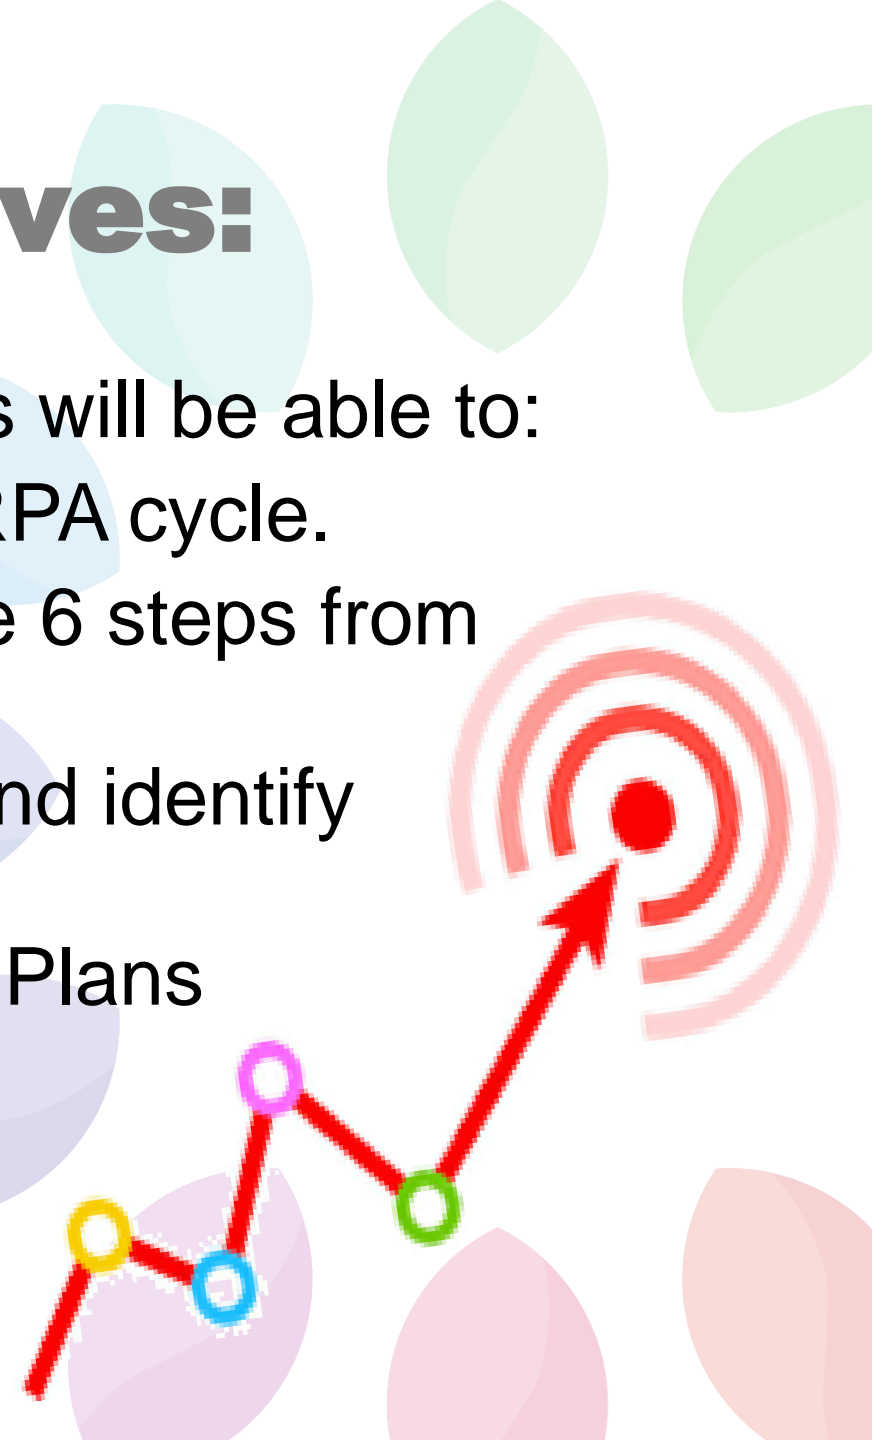 ves:
s will be able to:
RPA cycle.
e 6 steps from
nd identify
Plans